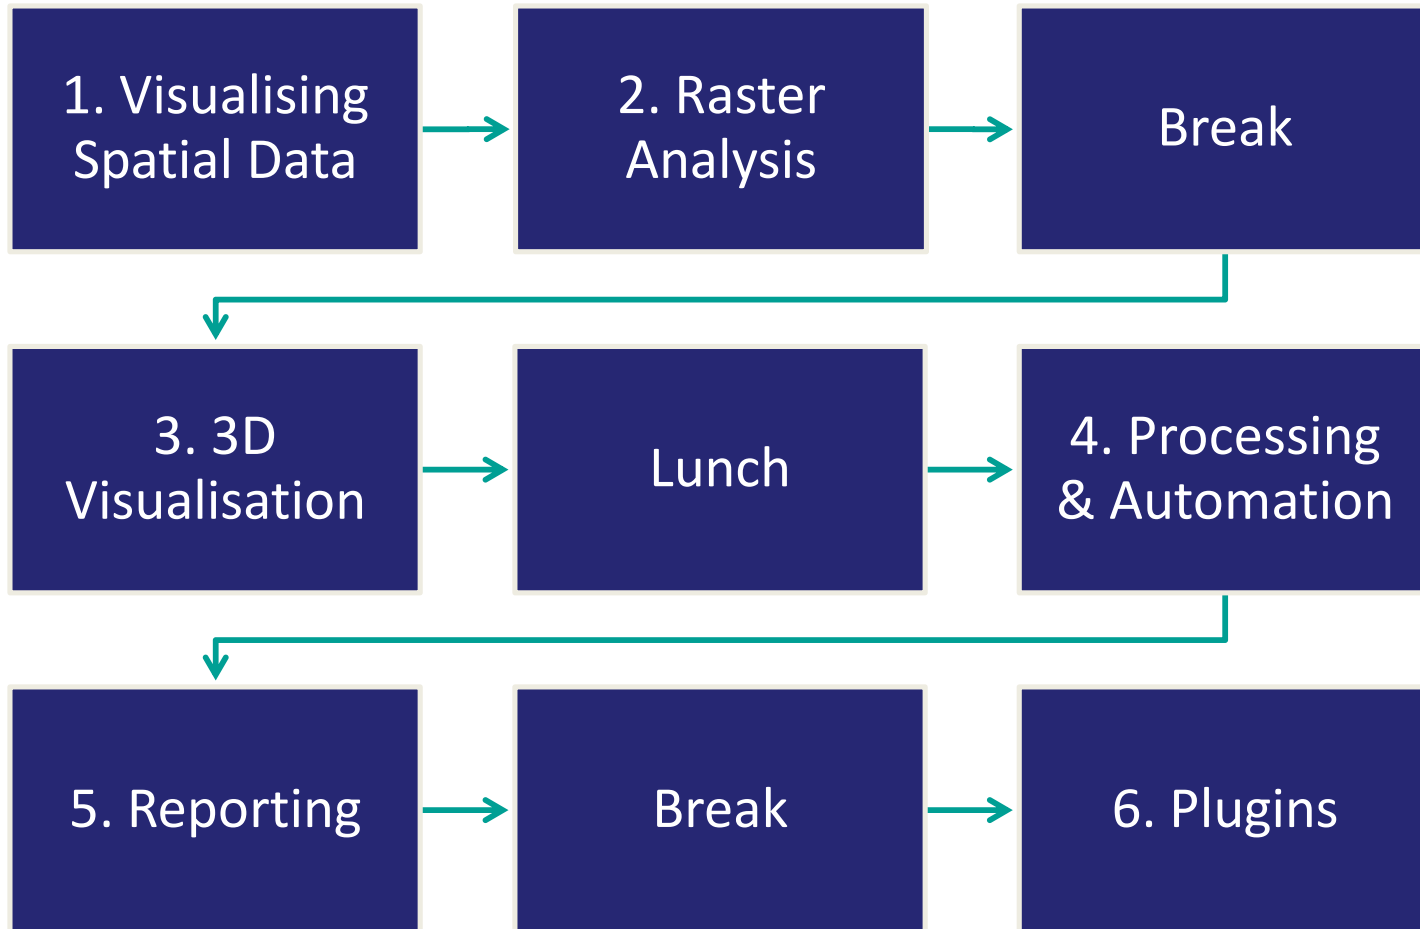 1. Visualising
Spatial Data
2. Raster
Analysis
Break
3. 3D
Visualisation
Lunch
4. Processing
& Automation
5. Reporting
Break
6. Plugins